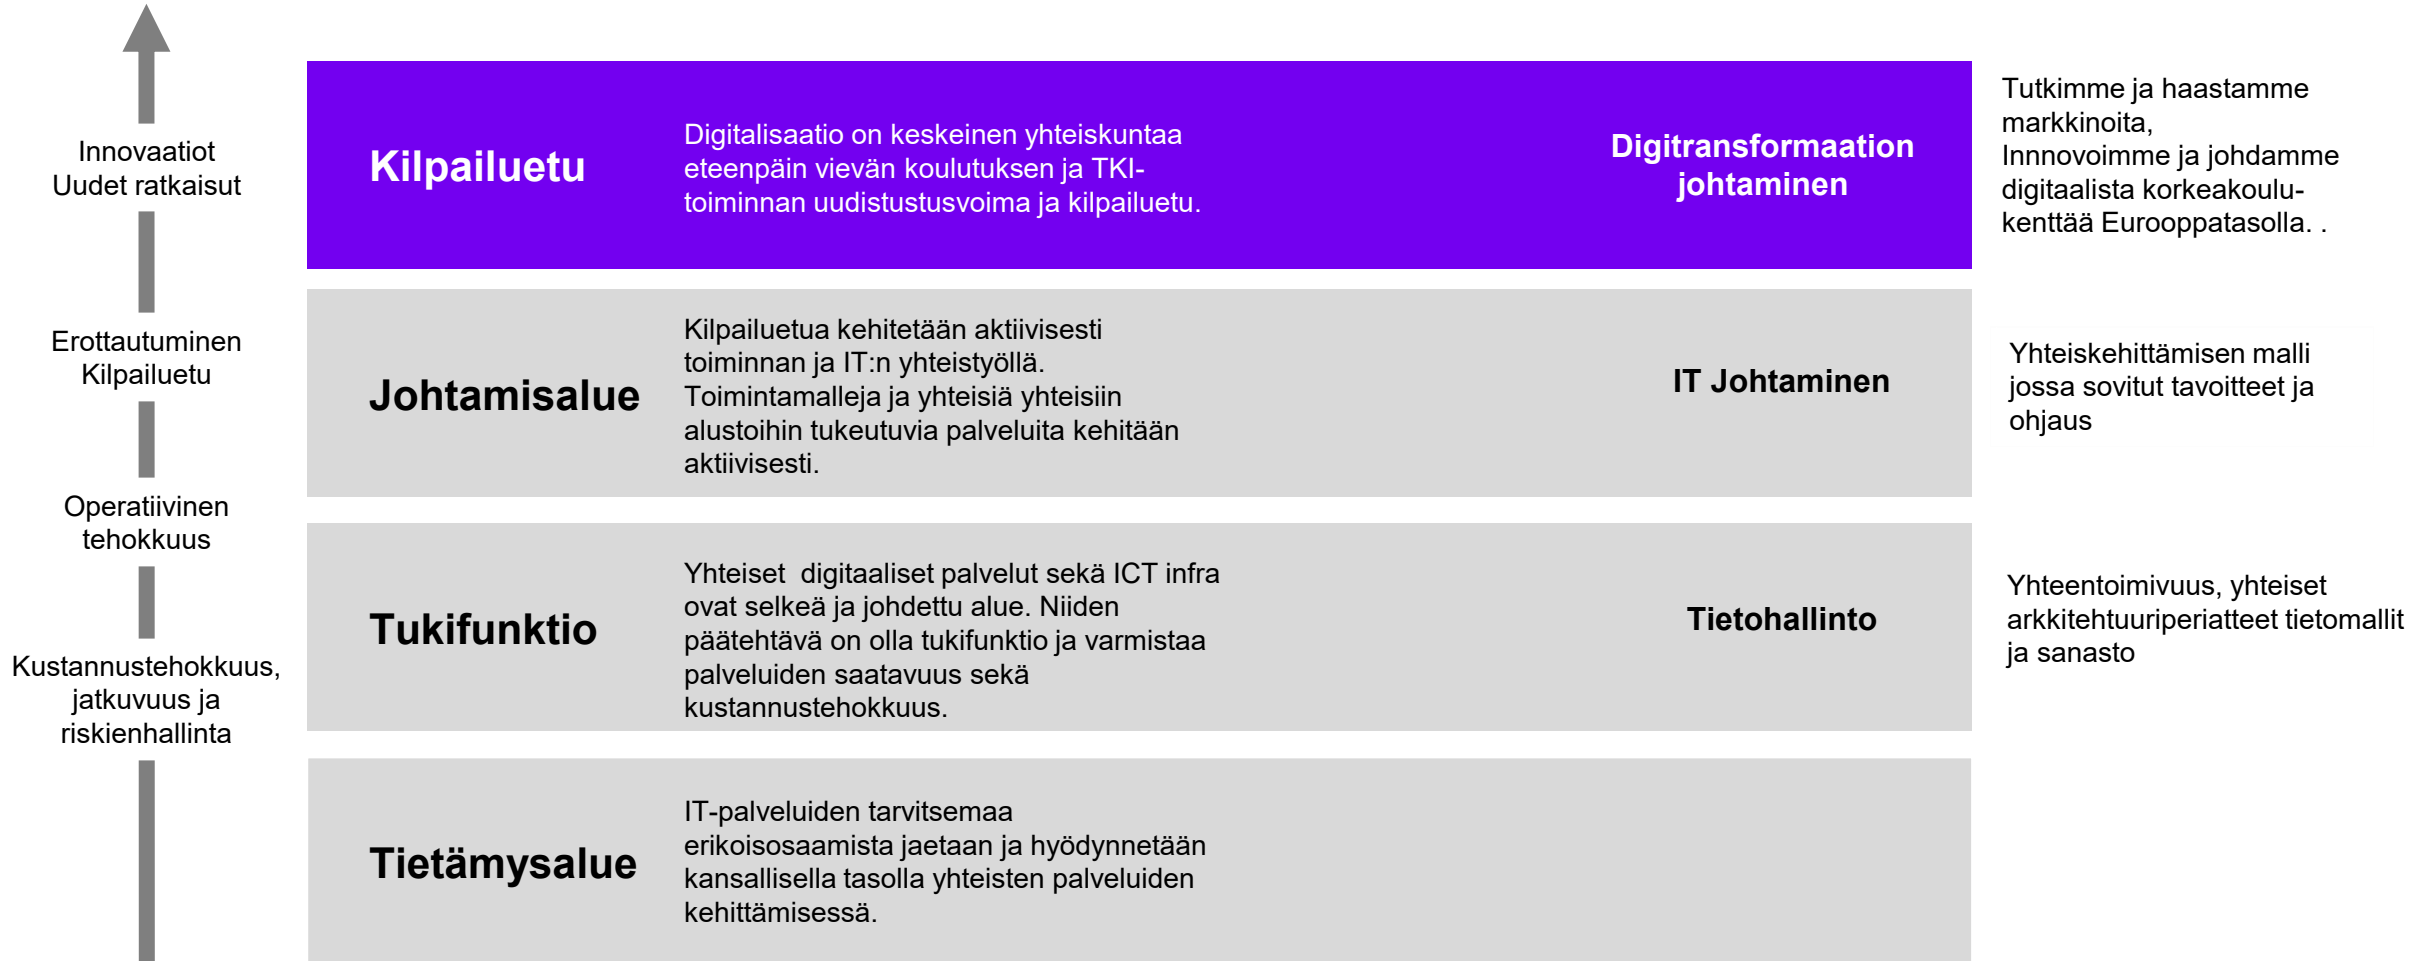 Innovaatiot
Uudet ratkaisut
Erottautuminen
Kilpailuetu
Operatiivinen
tehokkuus
Kustannustehokkuus,
jatkuvuus ja
riskienhallinta
Kilpailuetu
Digitalisaatio on keskeinen yhteiskuntaa
eteenpäin vievän koulutuksen ja TKI-
toiminnan uudistustusvoima ja kilpailuetu.
Digitransformaation
johtaminen
Tutkimme ja haastamme
markkinoita,
Innnovoimme ja johdamme
digitaalista korkeakoulu-
kenttää Eurooppatasolla. .
Johtamisalue
Kilpailuetua kehitetään aktiivisesti
toiminnan ja IT:n yhteistyöllä.
Toimintamalleja ja yhteisiä yhteisiin
alustoihin tukeutuvia palveluita kehitään
aktiivisesti.
IT Johtaminen
Yhteiskehittämisen malli
jossa sovitut tavoitteet ja
ohjaus
Tukifunktio
Yhteiset  digitaaliset palvelut sekä ICT infra
ovat selkeä ja johdettu alue. Niiden
päätehtävä on olla tukifunktio ja varmistaa
palveluiden saatavuus sekä
kustannustehokkuus.
Tietohallinto
Yhteentoimivuus, yhteiset
arkkitehtuuriperiatteet tietomallit
ja sanasto
Tietämysalue
IT-palveluiden tarvitsemaa
erikoisosaamista jaetaan ja hyödynnetään
kansallisella tasolla yhteisten palveluiden
kehittämisessä.